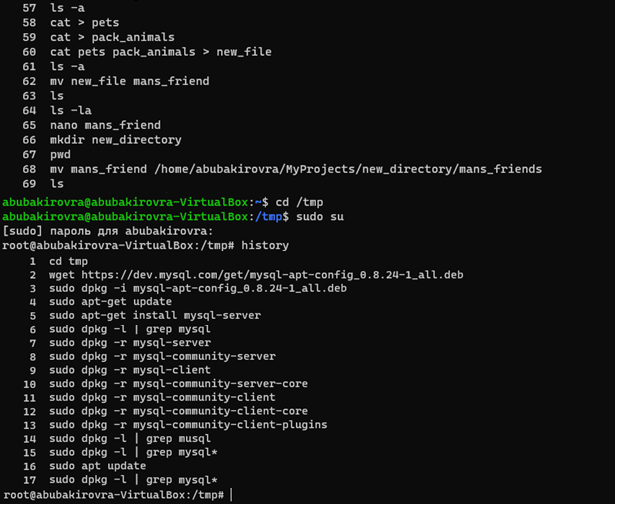 57 ls -a
58 cat > pets
59 cat > pack_animals
60 cat pets pack_animals > new_file
61 ls -a
62 mv new_file mans_friend
63 ls
64 ls -la
65 nano mans_friend
66 mkdir new_directory
67 pwd
68 mv mans_friend /home/abubakirovra/MyProjects/new_directory/mans_friends
69 ls
abubakirovra@abubakirovra-VirtualBox:~$ cd /tmp
abubakirovra@abubakirovra-VirtualBox:/tmp$ sudo su
[sudo] пароль для abubakirovra:
root@abubakirovra-VirtualBox:/tmp# history
1 cd tmp
2 wget https://dev.mysql.com/get/mysql-apt-config_0.8.24-1_all.deb
3 sudo dpkg -i mysql-apt-config_0.8.24-1_all.deb
4 sudo apt-get update
5 sudo apt-get install mysql-server
6 sudo dpkg -l | grep mysql
7 sudo dpkg -r mysql-server
8 sudo dpkg -r mysql-community-server
9 sudo dpkg -r mysql-client
10 sudo dpkg -r mysql-community-server-core
11 sudo dpkg -r mysql-community-client
12 sudo dpkg -r mysql-community-client-core
13 sudo dpkg -r mysql-community-client-plugins
14 sudo dpkg -l | grep musql
15 sudo dpkg -l | grep mysql*
16 sudo apt update
17 sudo dpkg -l | grep mysql*
root@abubakirovra-VirtualBox:/tmp#